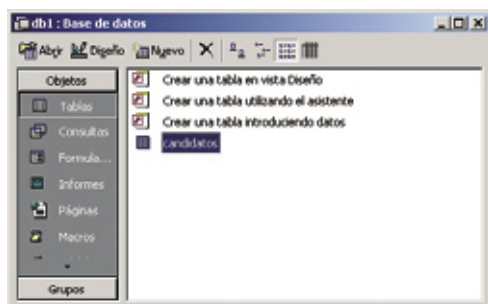 db1 : Base de datos
Abrir Diseño Nuevo
Objetos
Tablas
Consultas
Formula...
Informes
Páginas
Macros
Grupos
Crear una tabla en vista Diseño
Crear una tabla utilizando el asistente
Crear una tabla introduciendo datos
candidatos